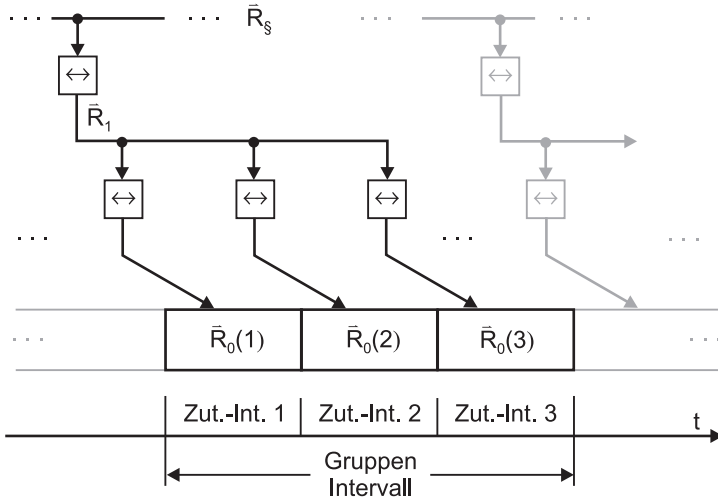 ... R⃗§ ... ... ...
↔ ↔
R⃗1
↔ ↔ ↔ ↔
... ... ...
... R⃗0(1) R⃗0(2) R⃗0(3) ...
Zut.-Int. 1 Zut.-Int. 2 Zut.-Int. 3 t
Gruppen
Intervall